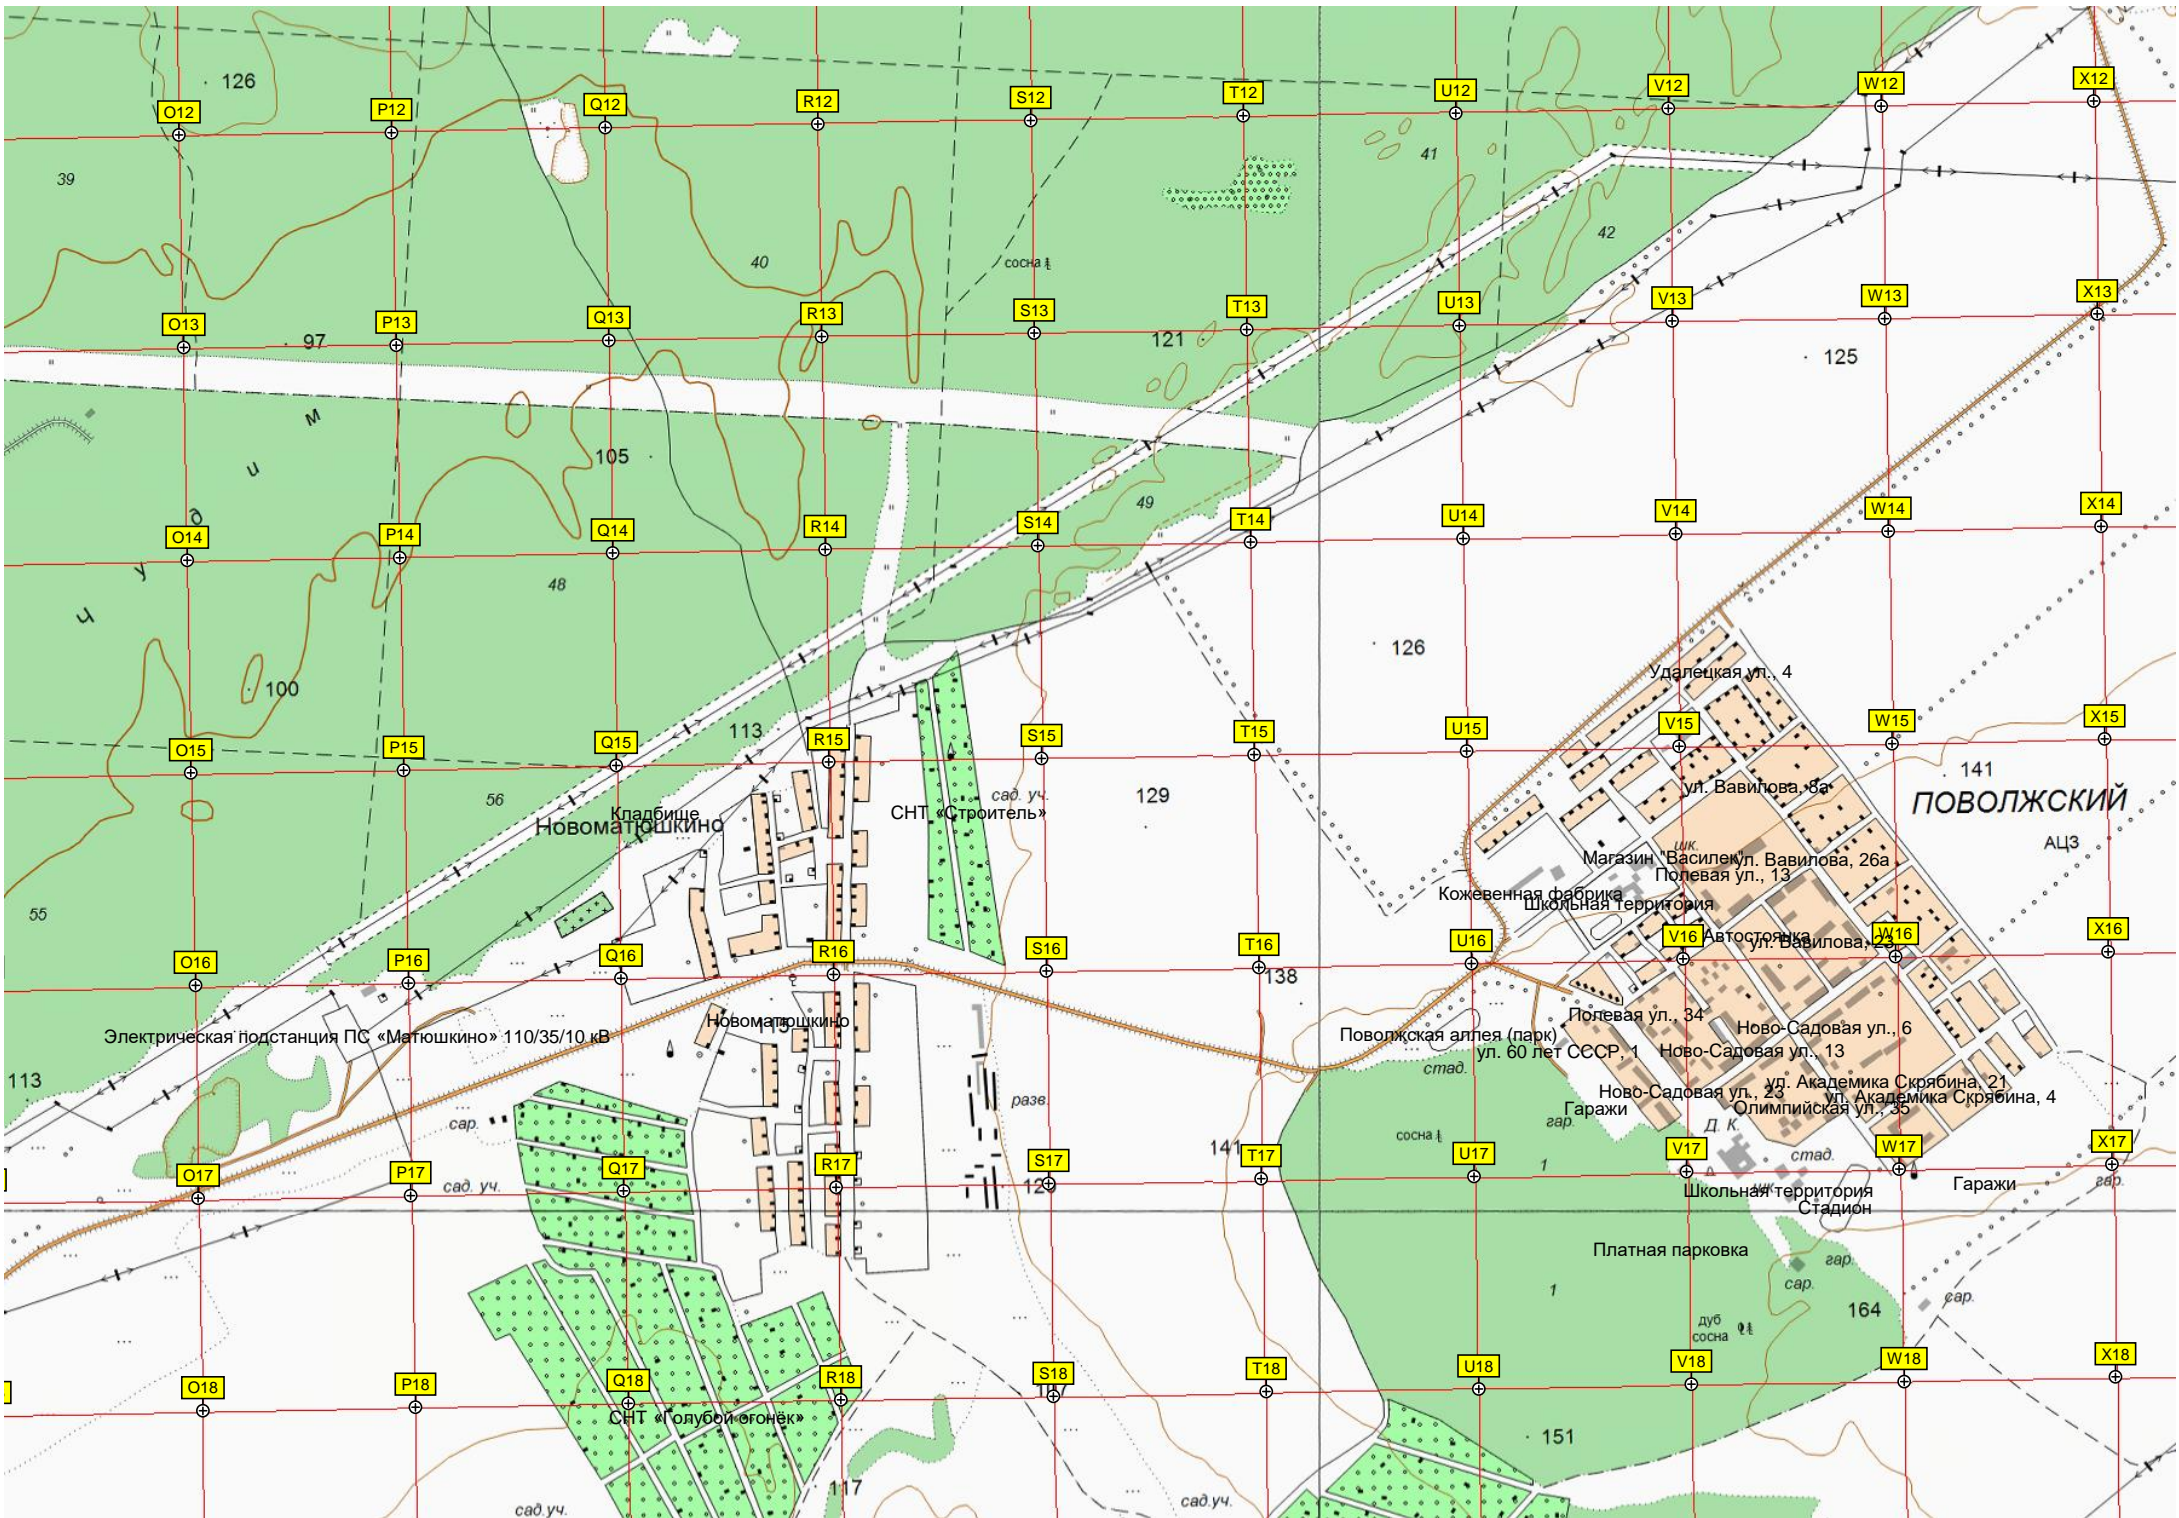 126
O12
P12
Q12
R12
S12
T12
U12
V12
W12
X12
39
41
42
40
сосна
O13
P13
Q13
R13
S13
T13
U13
V13
W13
X13
97
121
125
м
и
д
у
Ч
105
49
O14
P14
Q14
R14
S14
T14
U14
V14
W14
X14
48
126
100
Удалецкая ул., 4
113
O15
P15
Q15
R15
S15
T15
U15
V15
W15
X15
141
56
сад. уч.
129
ул. Вавилова, 8а
ПОВОЛЖСКИЙ
Кладбище
Новоматюшкино
СНТ «Строитель»
АЦЗ
шк.
Магазин "Василек"
ул. Вавилова, 26а
Полевая ул., 13
Кожевенная фабрика
Школьная территория
55
Автостоянка
ул. Вавилова, 23
O16
P16
Q16
R16
S16
T16
U16
V16
W16
X16
138
Полевая ул., 34
Новоматюшкино
Ново-Садовая ул., 6
Электрическая подстанция ПС «Матюшкино» 110/35/10 кВ
Поволжская аллея (парк)
ул. 60 лет СССР, 1
Ново-Садовая ул., 13
стад.
113
ул. Академика Скрябина, 21
Ново-Садовая ул., 23
ул. Академика Скрябина, 4
разв.
Гаражи
Олимпийская ул., 35
сар.
гар.
Д. К.
сосна
141
стад.
1
O17
P17
Q17
R17
S17
T17
U17
V17
W17
X17
сад. уч.
гар.
Гаражи
шк.
Школьная территория
Стадион
Платная парковка
гар.
сар.
1
сар.
164
дуб
сосна
O18
P18
Q18
R18
S18
T18
U18
V18
W18
X18
СНТ «Голубой огонёк»
151
117
сад.уч.
сад.уч.